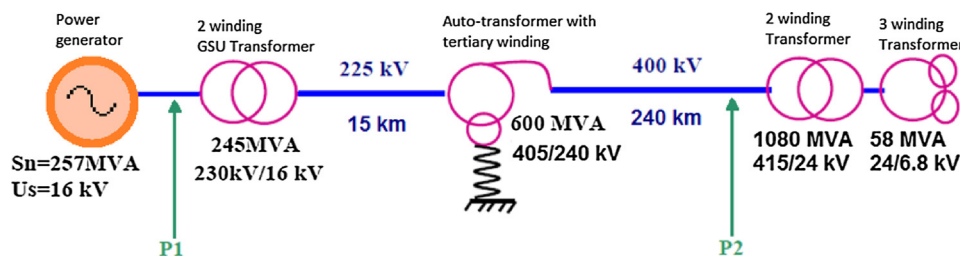 Power
generator
2 winding
GSU Transformer
Auto-transformer with
tertiary winding
2 winding
Transformer
3 winding
Transformer
225 kV
400 kV
15 km
240 km
Sn=257MVA
Us=16 kV
245MVA
230kV/16 kV
600 MVA
405/240 kV
1080 MVA
415/24 kV
58 MVA
24/6.8 kV
P1
P2